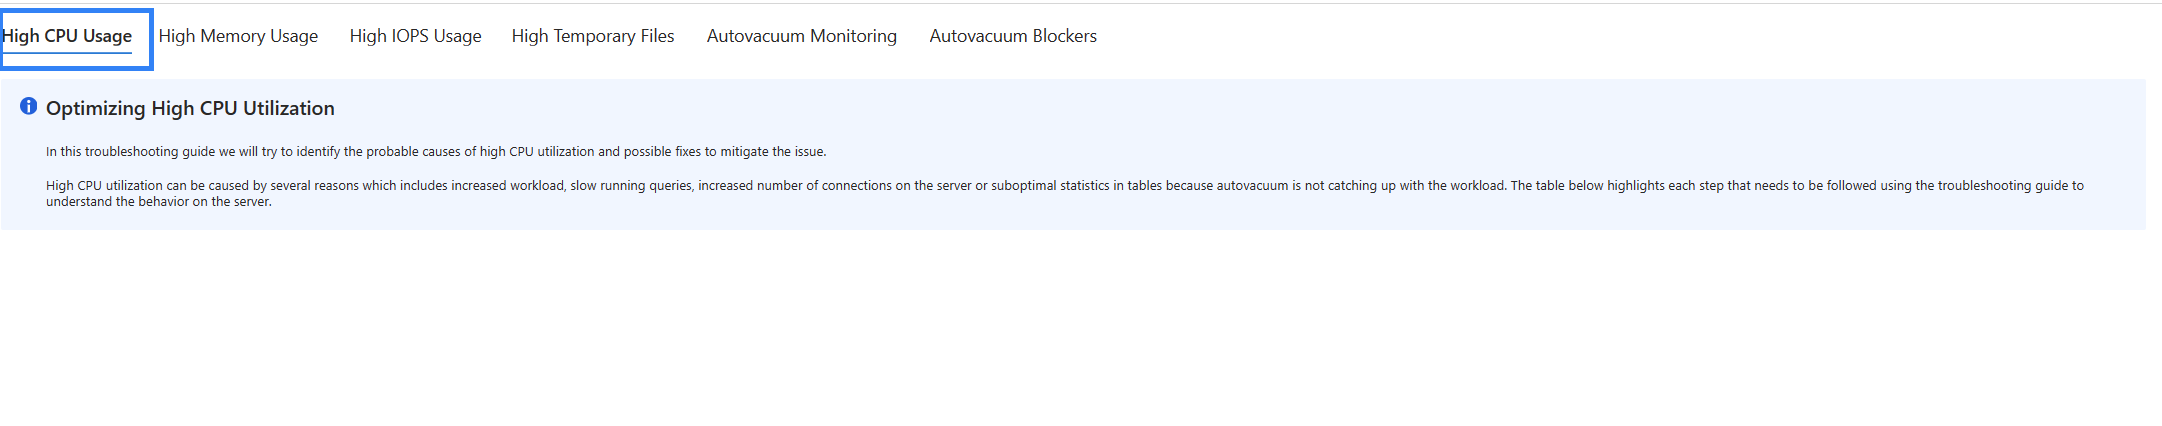 High CPU Usage High Memory Usage High IOPS Usage High Temporary Files Autovacuum Monitoring Autovacuum Blockers
Optimizing High CPU Utilization
In this troubleshooting guide we will try to identify the probable causes of high CPU utilization and possible fixes to mitigate the issue.
High CPU utilization can be caused by several reasons which includes increased workload, slow running queries, increased number of connections on the server or suboptimal statistics in tables because autovacuum is not catching up with the workload. The table below highlights each step that needs to be followed using the troubleshooting guide to
understand the behavior on the server.